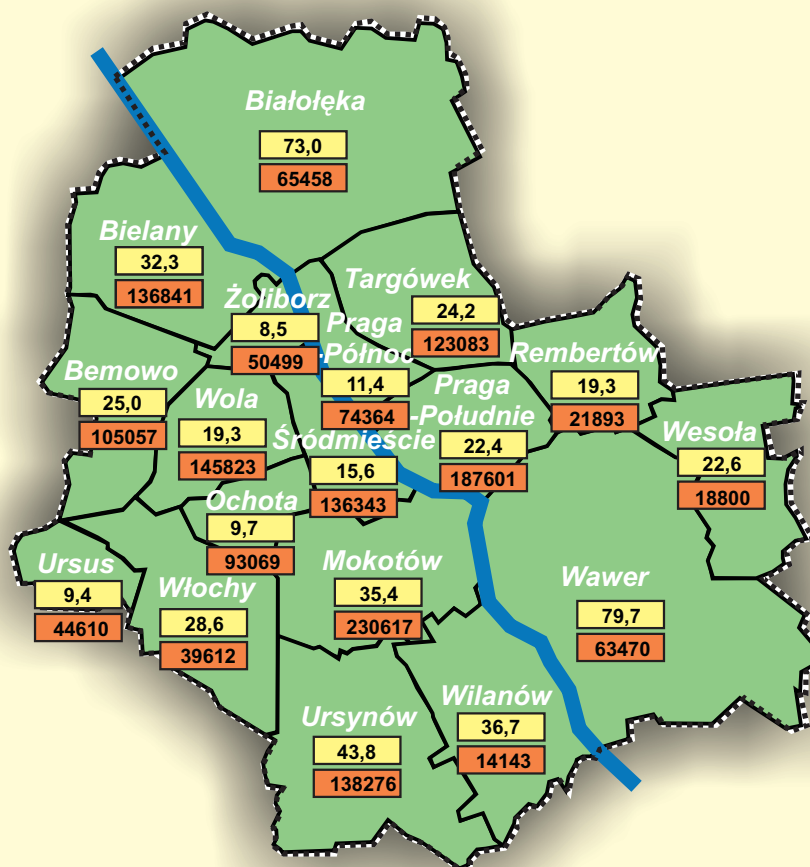 Białołęka
73,0
65458
Bielany
32,3
136841
Targówek
24,2
123083
Żoliborz
8,5
50499
Praga
-Północ
11,4
74364
Rembertów
19,3
21893
Bemowo
25,0
105057
Wola
19,3
145823
Praga
-Południe
22,4
187601
Wesoła
22,6
18800
Śródmieście
15,6
136343
Ochota
9,7
93069
Ursus
9,4
44610
Włochy
28,6
39612
Mokotów
35,4
230617
Wawer
79,7
63470
Ursynów
43,8
138276
Wilanów
36,7
14143